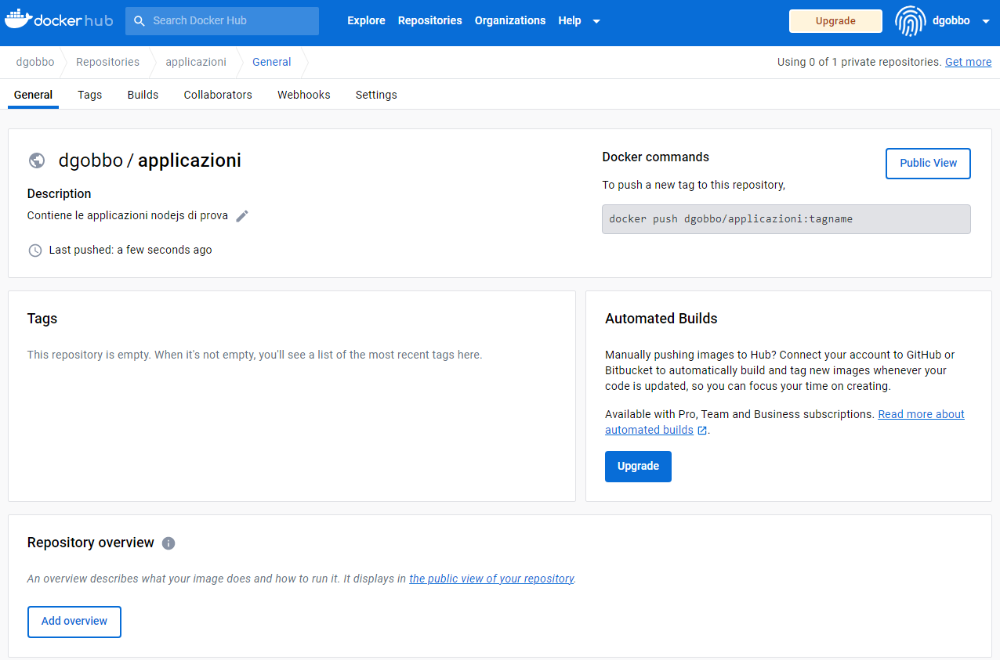 docker hub
Search Docker Hub
Explore Repositories Organizations Help
Upgrade
dgobbo
dgobbo Repositories applicazioni General
Using 0 of 1 private repositories. Get more
General Tags Builds Collaborators Webhooks Settings
dgobbo / applicazioni
Description
Contiene le applicazioni nodejs di prova
Last pushed: a few seconds ago
Docker commands
Public View
To push a new tag to this repository,
docker push dgobbo/applicazioni:tagname
Tags
This repository is empty. When it's not empty, you'll see a list of the most recent tags here.
Automated Builds
Manually pushing images to Hub? Connect your account to GitHub or
Bitbucket to automatically build and tag new images whenever your
code is updated, so you can focus your time on creating.
Available with Pro, Team and Business subscriptions. Read more about
automated builds.
Upgrade
Repository overview
An overview describes what your image does and how to run it. It displays in the public view of your repository.
Add overview